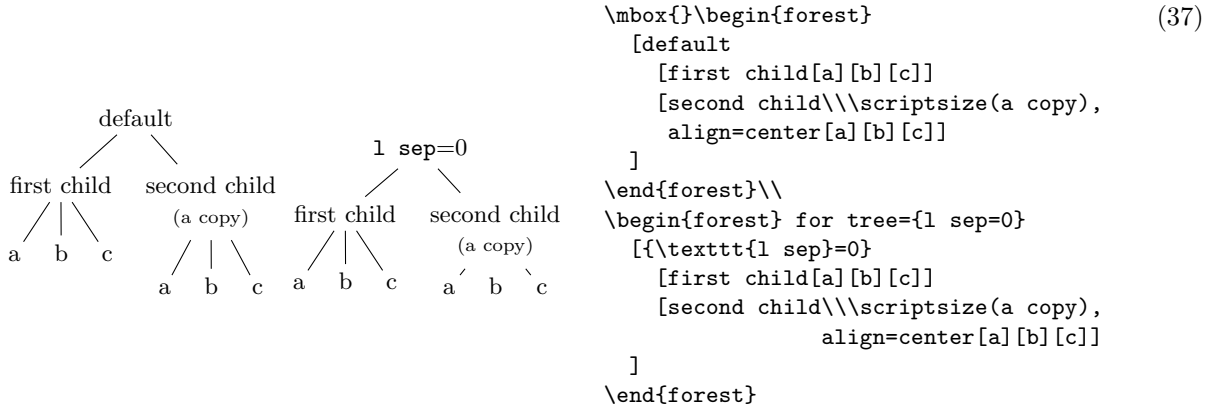 default
first child second child
(a copy)
a b c
a b c
l sep=0
first child second child
(a copy)
a b c
a b c
\mbox{}\begin{forest} (37)
[default
[first child[a][b][c]]
[second child\\\scriptsize(a copy),
align=center[a][b][c]]
]
\end{forest}\\
\begin{forest} for tree={l sep=0}
[{\texttt{l sep}=0}
[first child[a][b][c]]
[second child\\\scriptsize(a copy),
align=center[a][b][c]]
]
\end{forest}